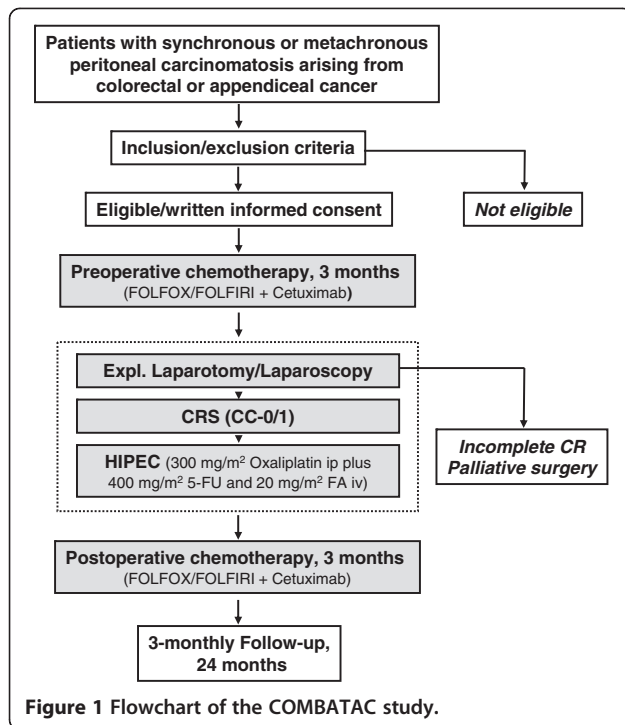 Patients with synchronous or metachronous
peritoneal carcinomatosis arising from
colorectal or appendiceal cancer
Inclusion/exclusion criteria
Eligible/written informed consent
Not eligible
Preoperative chemotherapy, 3 months
(FOLFOX/FOLFIRI + Cetuximab)
Expl. Laparotomy/Laparoscopy
CRS (CC-0/1)
HIPEC (300 mg/m² Oxaliplatin ip plus
400 mg/m² 5-FU and 20 mg/m² FA iv)
Incomplete CR
Palliative surgery
Postoperative chemotherapy, 3 months
(FOLFOX/FOLFIRI + Cetuximab)
3-monthly Follow-up,
24 months
Figure 1 Flowchart of the COMBATAC study.